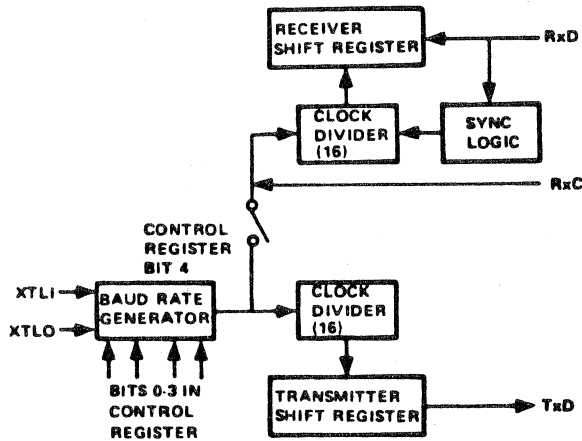 RECEIVER
SHIFT REGISTER
RxD
CLOCK
DIVIDER
(16)
SYNC
LOGIC
RxC
CONTROL
REGISTER
BIT 4
XTLI
XTLO
BAUD RATE
GENERATOR
CLOCK
DIVIDER
(16)
BITS 0-3 IN
CONTROL
REGISTER
TRANSMITTER
SHIFT REGISTER
TxD